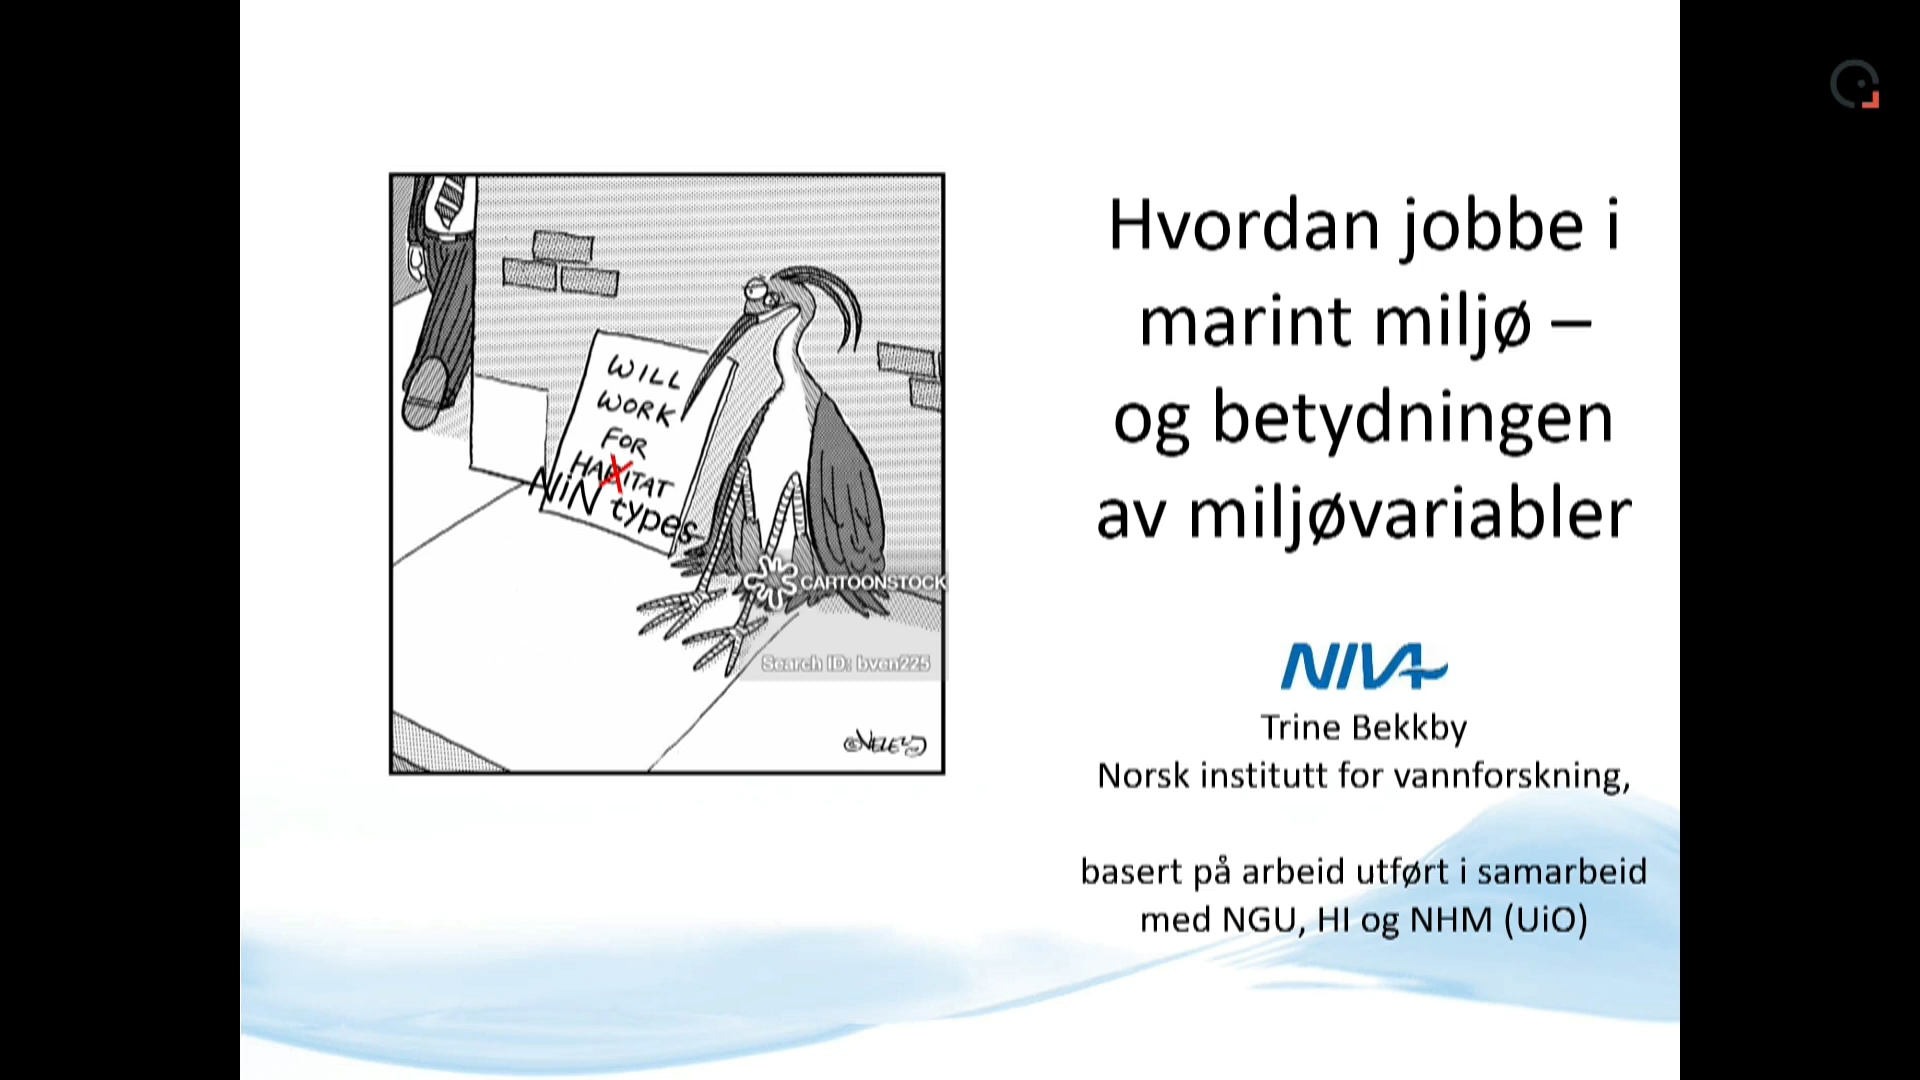 WILL
WORK
FOR
HABITAT
NiN types
CARTOONSTOCK
Search ID: bven225
Hvordan jobbe i
marint miljø –
og betydningen
av miljøvariabler
NIVA
Trine Bekkby
Norsk institutt for vannforskning,
basert på arbeid utført i samarbeid
med NGU, HI og NHM (UiO)